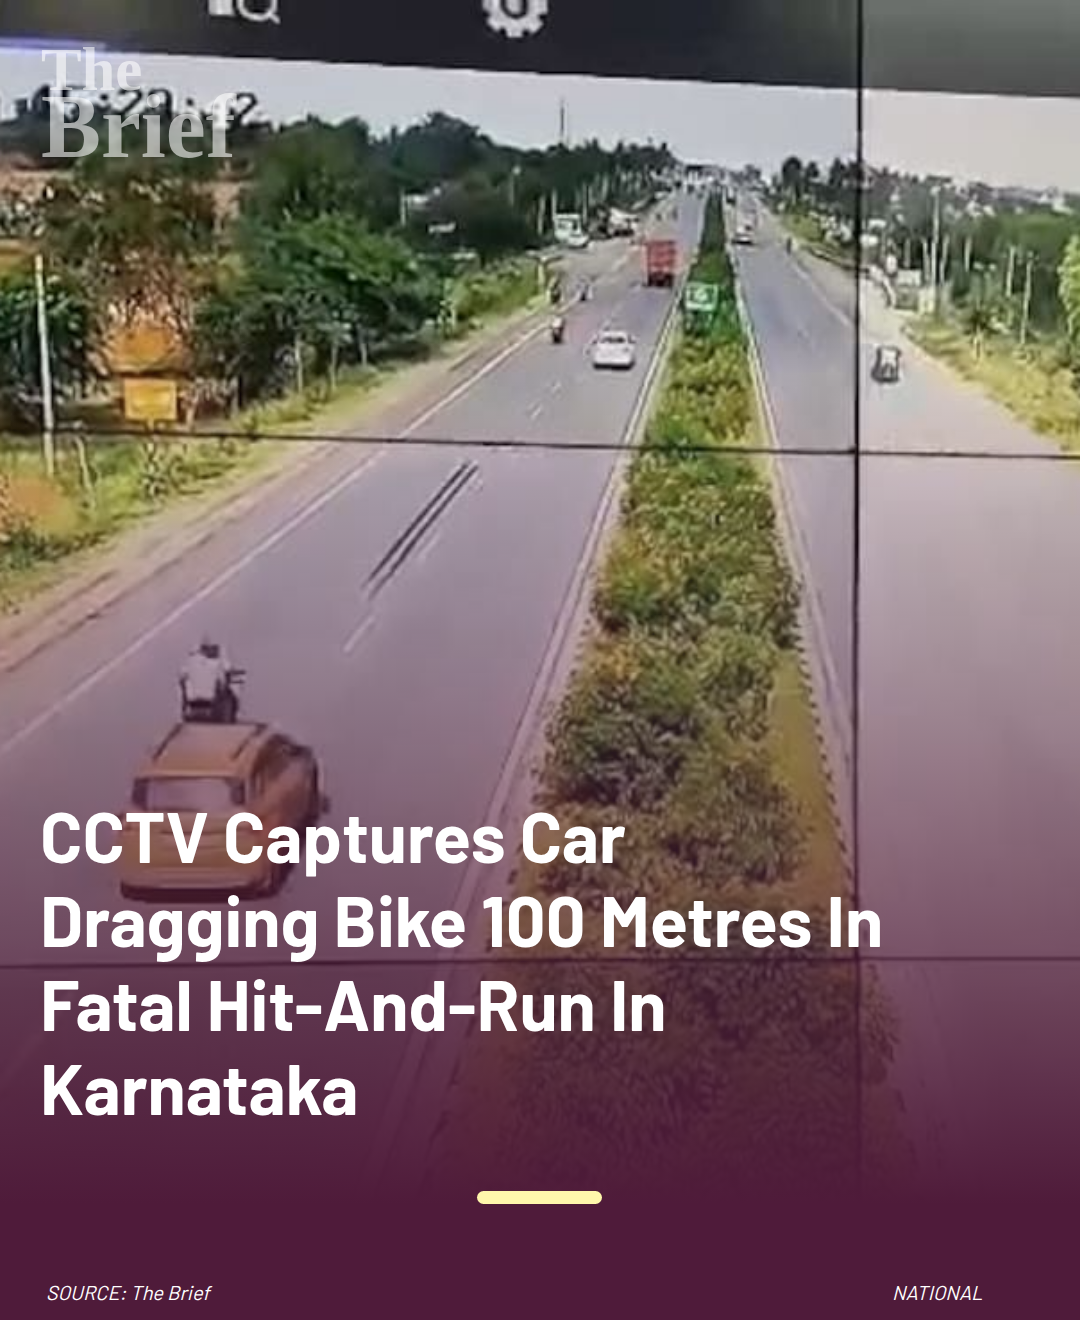 The
Brief
CCTV Captures Car
Dragging Bike 100 Metres In
Fatal Hit-And-Run In
Karnataka
SOURCE: The Brief
NATIONAL